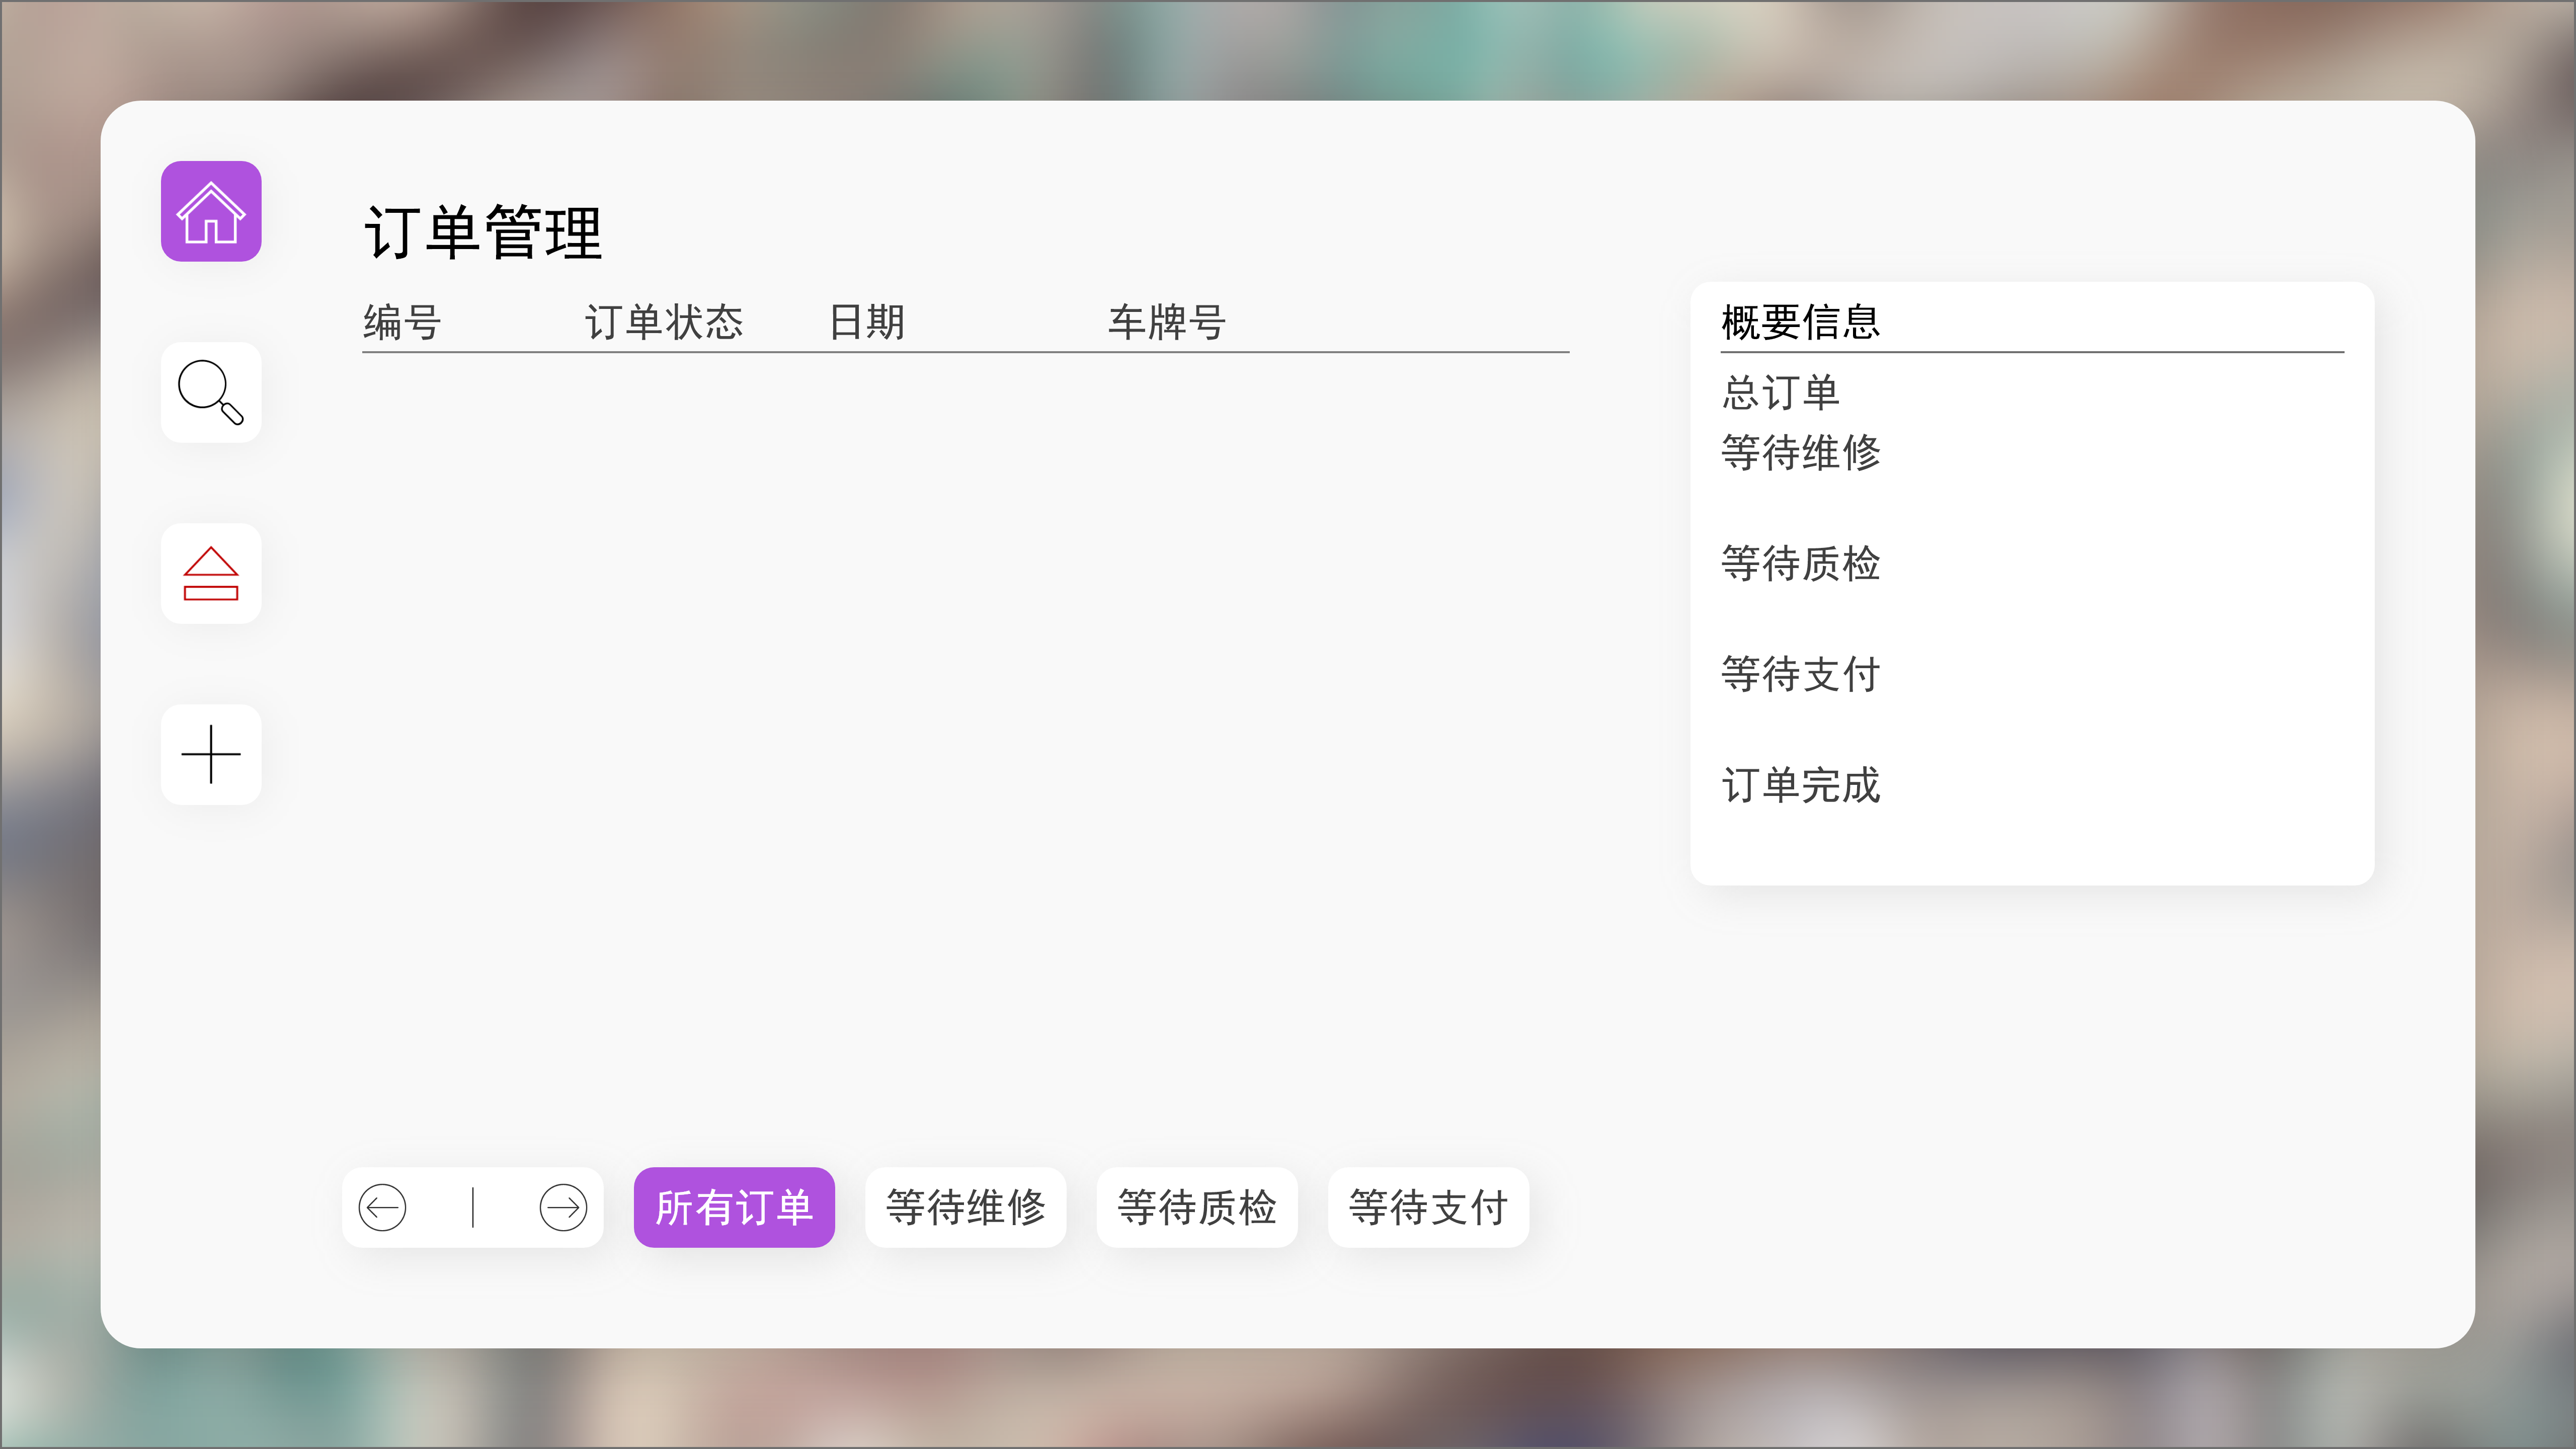 订单管理
编号 订单状态 日期 车牌号
概要信息
总订单
等待维修
等待质检
等待支付
订单完成
所有订单 等待维修 等待质检 等待支付